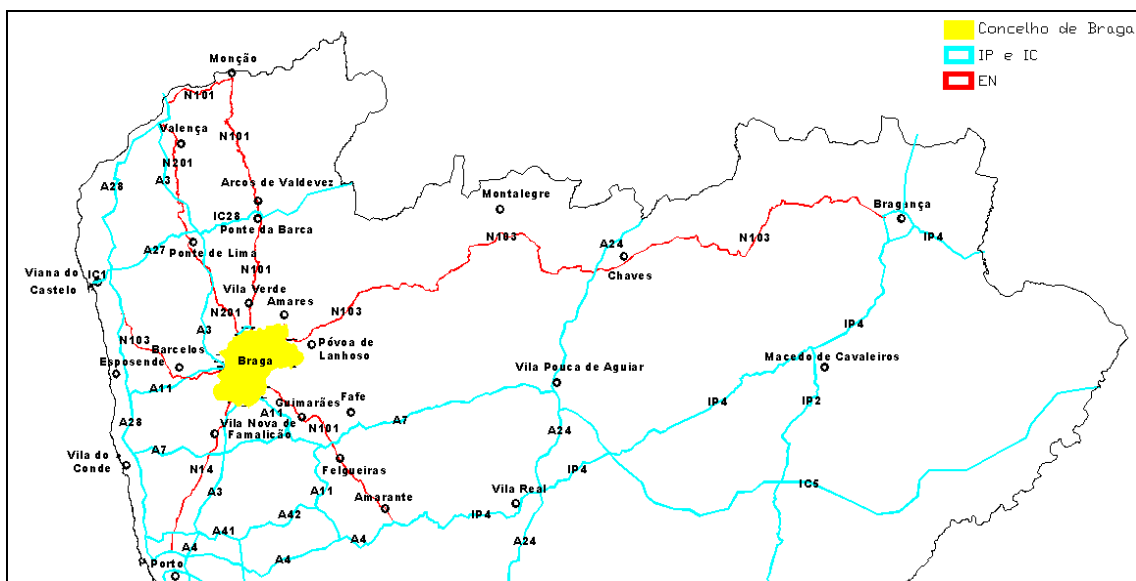 Concelho de Braga
IP e IC
EN
Monção
N101
N101
Valença
N201
A3
A28
Arcos de Valdevez
IC28
Ponte da Barca
Montalegre
Bragança
A27
Ponte de Lima
N103
A24
N103
IP4
Viana do
Castelo
IC1
N101
Chaves
Vila Verde
Amares
N201
N103
A3
N103
Póvoa de
Lanhoso
IP4
Barcelos
Esposende
Braga
Macedo de Cavaleiros
Vila Pouca de Aguiar
A11
IP4
IP2
Guimarães
Fafe
A11
A28
N101
A7
Vila Nova de
Famalicão
A24
A7
Vila do
Conde
N14
Felgueiras
IP4
A3
A11
IC5
Vila Real
Amarante
A42
IP4
A41
A4
A4
A4
A24
Porto